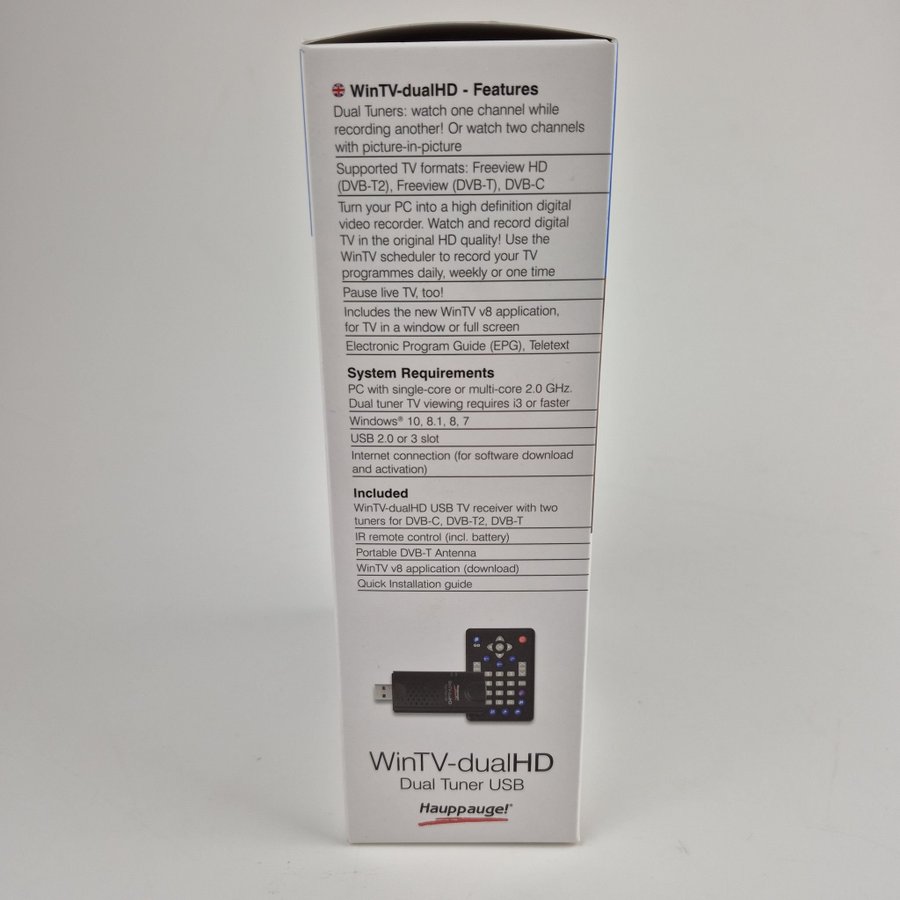 WinTV-dualHD - Features
Dual Tuners: watch one channel while
recording another! Or watch two channels
with picture-in-picture
Supported TV formats: Freeview HD
(DVB-T2), Freeview (DVB-T), DVB-C
Turn your PC into a high definition digital
video recorder. Watch and record digital
TV in the original HD quality! Use the
WinTV scheduler to record your TV
programmes daily, weekly or one time
Pause live TV, too!
Includes the new WinTV v8 application,
for TV in a window or full screen
Electronic Program Guide (EPG), Teletext
System Requirements
PC with single-core or multi-core 2.0 GHz.
Dual tuner TV viewing requires i3 or faster
Windows® 10, 8.1, 8, 7
USB 2.0 or 3 slot
Internet connection (for software download
and activation)
Included
WinTV-dualHD USB TV receiver with two
tuners for DVB-C, DVB-T2, DVB-T
IR remote control (incl. battery)
Portable DVB-T Antenna
WinTV v8 application (download)
Quick Installation guide
WinTV-dualHD
Dual Tuner USB
Hauppauge!®